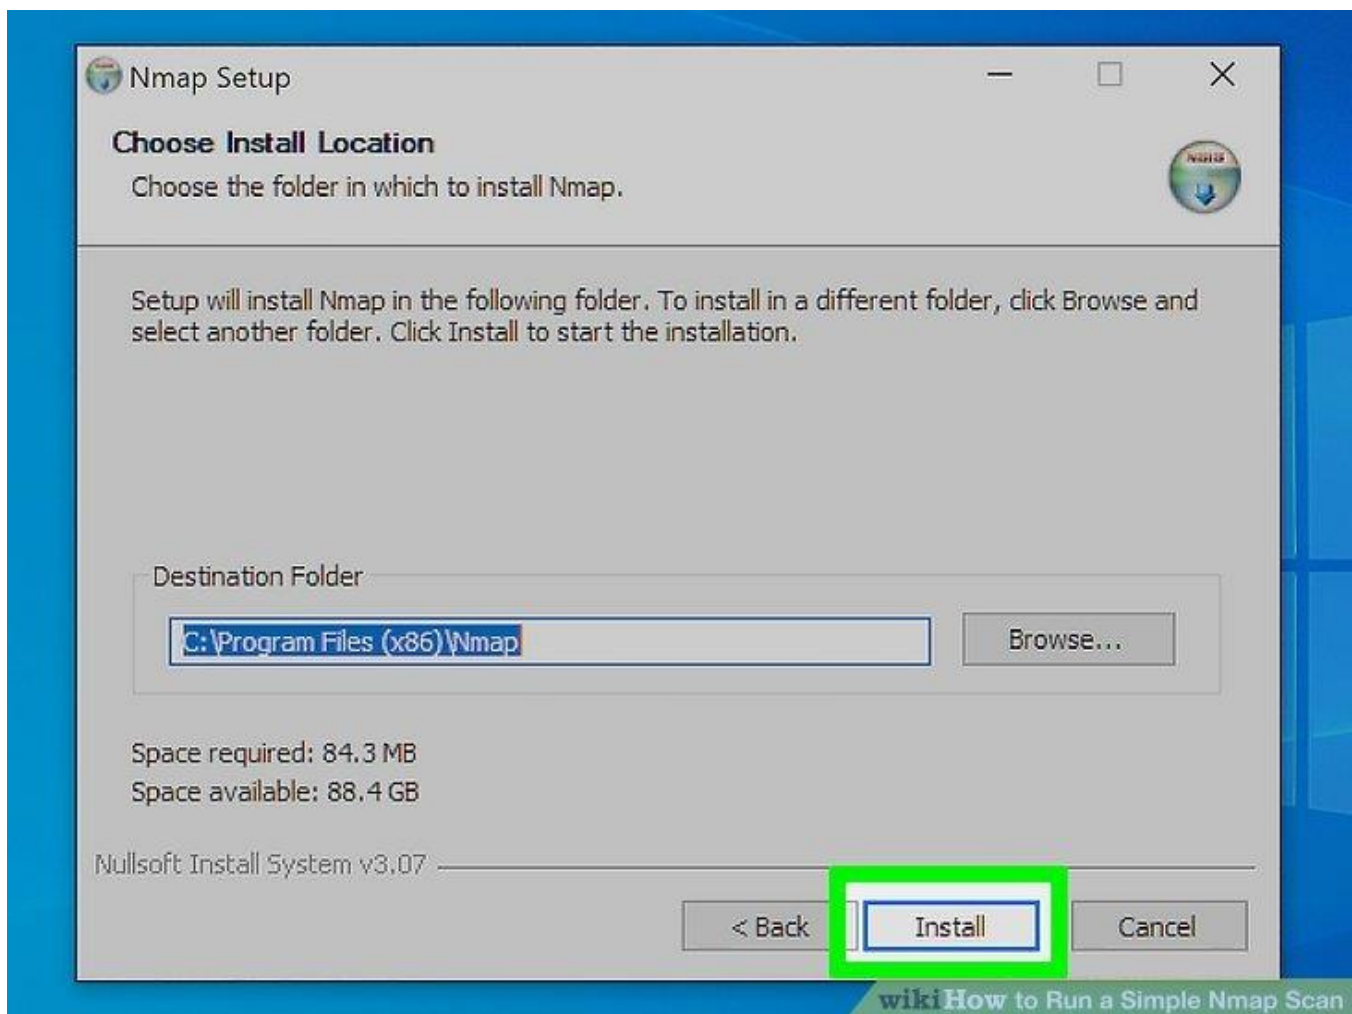 Nmap Setup
Choose Install Location
Choose the folder in which to install Nmap.
Setup will install Nmap in the following folder. To install in a different folder, click Browse and
select another folder. Click Install to start the installation.
Destination Folder
C:\Program Files (x86)\Nmap
Browse...
Space required: 84.3 MB
Space available: 88.4 GB
Nullsoft Install System v3.07
< Back
Install
Cancel
wikiHow to Run a Simple Nmap Scan